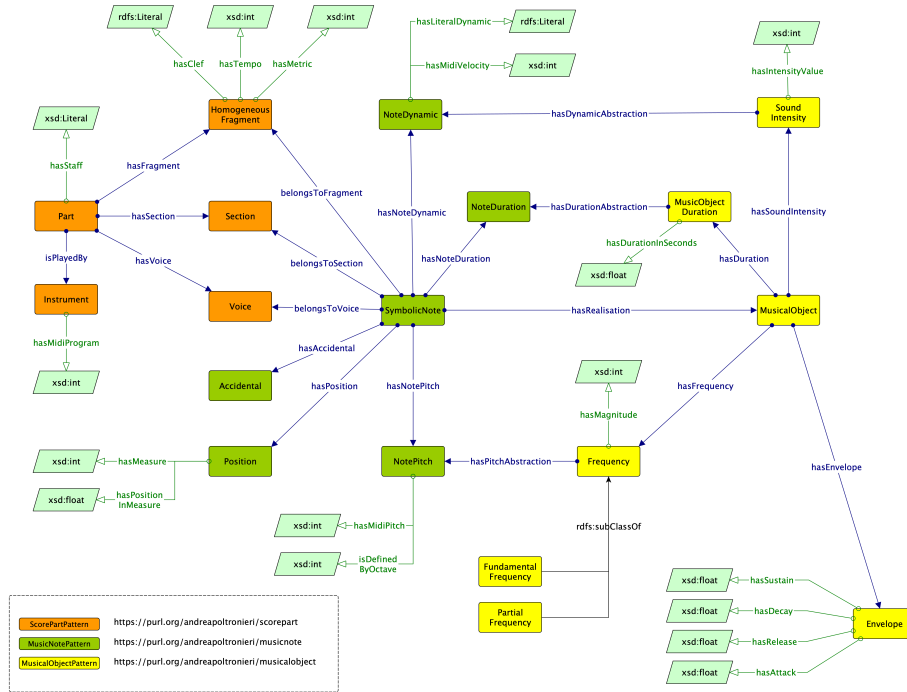 rdfs:Literal
xsd:int
xsd:int
hasLiteralDynamic
rdfs:Literal
xsd:int
hasClef
hasTempo
hasMetric
hasMidiVelocity
xsd:int
hasIntensityValue
Homogeneous
Fragment
NoteDynamic
hasDynamicAbstraction
Sound
Intensity
xsd:Literal
hasStaff
hasFragment
belongsToFragment
Part
hasSection
Section
hasNoteDynamic
NoteDuration
hasDurationAbstraction
MusicObject
Duration
hasSoundIntensity
isPlayedBy
hasVoice
belongsToSection
hasNoteDuration
hasDurationInSeconds
hasDuration
xsd:float
Instrument
Voice
belongsToVoice
SymbolicNote
hasRealisation
MusicalObject
hasMidiProgram
hasAccidental
xsd:int
Accidental
hasPosition
hasNotePitch
xsd:int
hasFrequency
hasMagnitude
xsd:int
hasMeasure
Position
NotePitch
hasPitchAbstraction
Frequency
hasEnvelope
xsd:float
hasPosition
InMeasure
xsd:int
hasMidiPitch
rdfs:subClassOf
xsd:int
isDefined
ByOctave
Fundamental
Frequency
xsd:float
hasSustain
Partial
Frequency
xsd:float
hasDecay
Envelope
xsd:float
hasRelease
xsd:float
hasAttack
ScorePartPattern
https://purl.org/andreapoltronieri/scorepart
MusicNotePattern
https://purl.org/andreapoltronieri/musicnote
MusicalObjectPattern
https://purl.org/andreapoltronieri/musicalobject